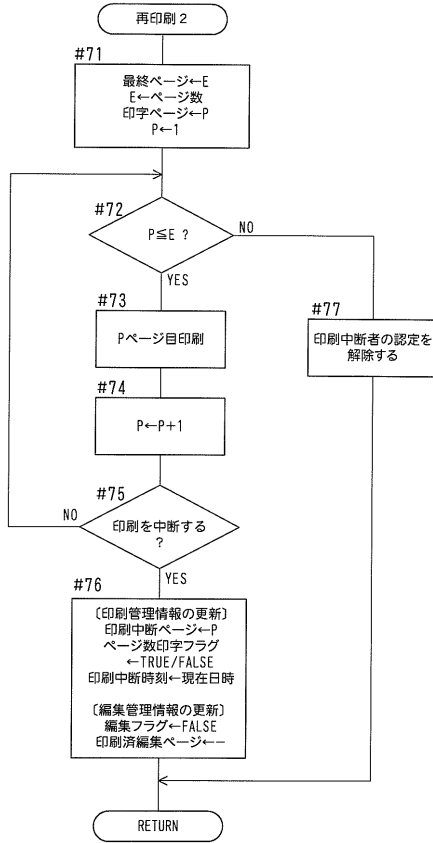 再印刷2
#71
最終ページ←E
E←ページ数
印字ページ←P
P←1
#72
P≦E ?
NO
YES
#73
Pページ目印刷
#77
印刷中断者の認定を
解除する
#74
P←P+1
#75
印刷を中断する
?
NO
YES
#76
〔印刷管理情報の更新〕
印刷中断ページ←P
ページ数印字フラグ
←TRUE/FALSE
印刷中断時刻←現在日時
〔編集管理情報の更新〕
編集フラグ←FALSE
印刷済編集ページ←−
RETURN